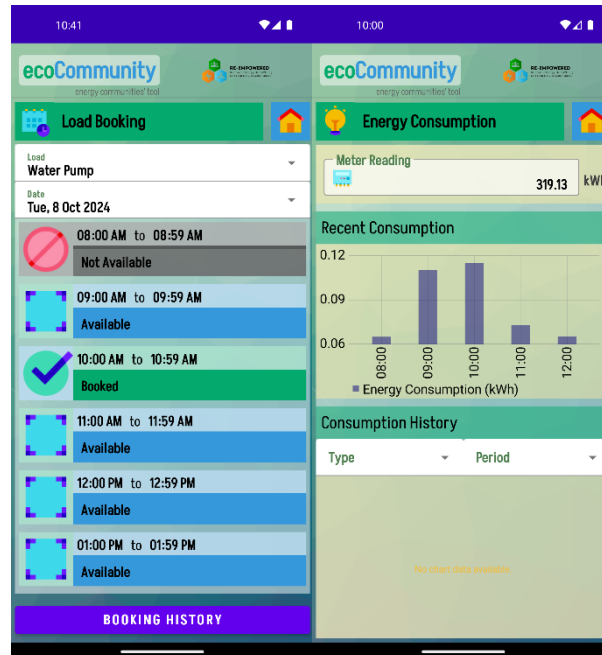 10:41
ecoCommunity
energy communities' tool
RE-EMPOWERED
Load Booking
Load
Water Pump
Date
Tue, 8 Oct 2024
08:00 AM to 08:59 AM
Not Available
09:00 AM to 09:59 AM
Available
10:00 AM to 10:59 AM
Booked
11:00 AM to 11:59 AM
Available
12:00 PM to 12:59 PM
Available
01:00 PM to 01:59 PM
Available
BOOKING HISTORY
10:00
ecoCommunity
energy communities' tool
RE-EMPOWERED
Energy Consumption
Meter Reading
319.13 kWh
Recent Consumption
0.12
0.09
0.06
08:00
09:00
10:00
11:00
12:00
Energy Consumption (kWh)
Consumption History
Type Period
No chart data available.